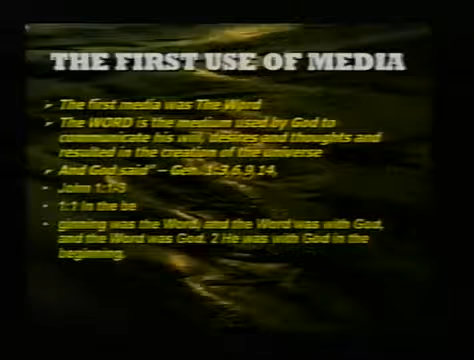 THE FIRST USE OF MEDIA
The first media was The Word
The WORD is the medium used by God to
communicate his will, desires and thoughts and
resulted in the creation of the universe
And God said" – Gen. 1:3,6,9,14,
John 1:1-3
1:1 In the be
ginning was the Word, and the Word was with God,
and the Word was God. 2 He was with God in the
beginning.